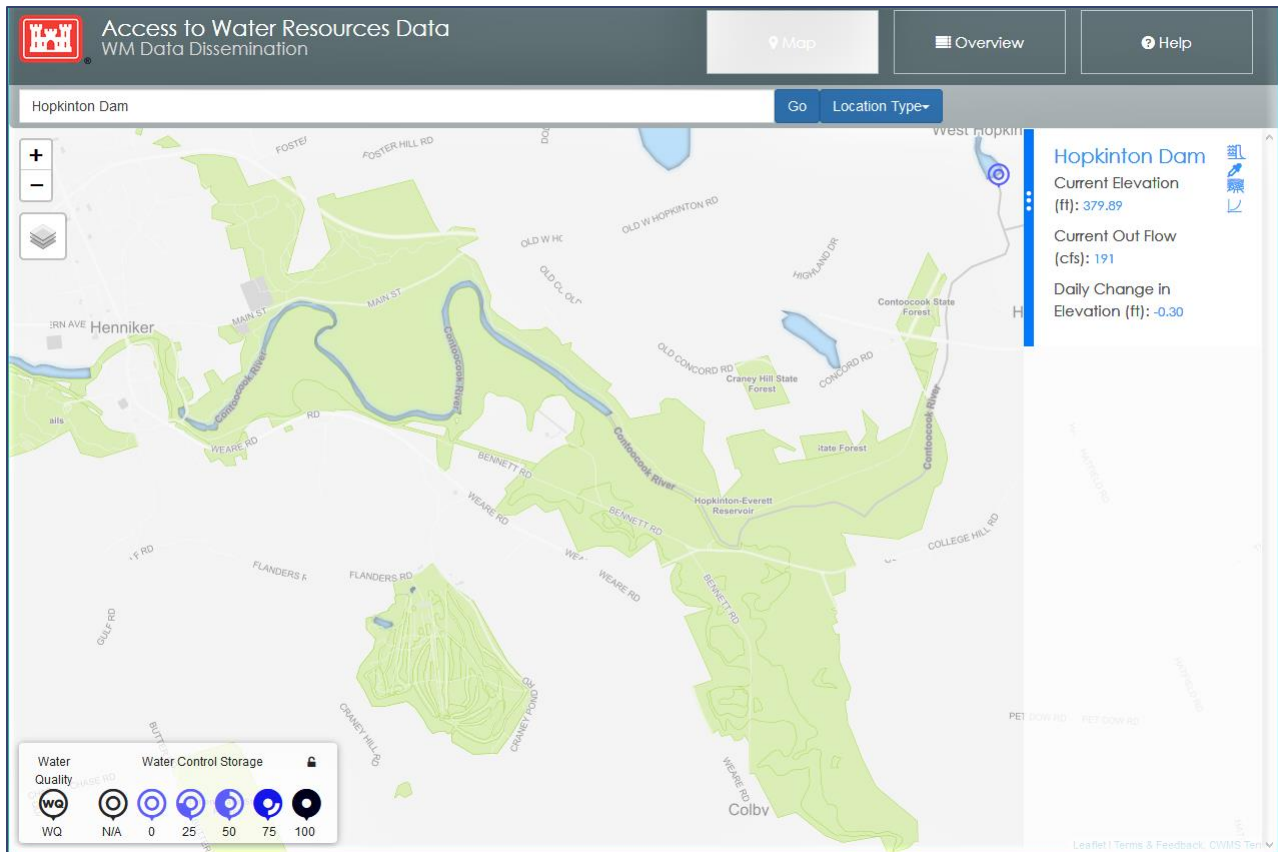 Access to Water Resources Data
WM Data Dissemination
Map
Overview
Help
Hopkinton Dam
Go
Location Type
+
−
FOSTER HILL RD
OLD W HOPKINTON RD
HIGHLAND DR
Hopkinton Dam
Current Elevation
(ft): 379.89
Current Out Flow
(cfs): 191
Daily Change in
Elevation (ft): -0.30
Henniker
MAIN ST
MAIN ST
Contoocook River
Contoocook River
Contoocook River
Contoocook River
Contoocook State
Forest
OLD CONCORD RD
Craney Hill State
Forest
CONCORD RD
State Forest
RD
WEARE RD
BENNETT RD
WEARE RD
BENNETT RD
Hopkinton-Everett
Reservoir
COLLEGE HILL RD
FLANDERS RD
WEARE RD
BENNETT RD
GULF RD
CRANEY HILL RD
CRANEY POND RD
WEARE RD
PET DOW RD
Colby
Water
Quality
Water Control Storage
WQ
WQ
N/A
0
25
50
75
100
Leaflet | Terms & Feedback, CWMS